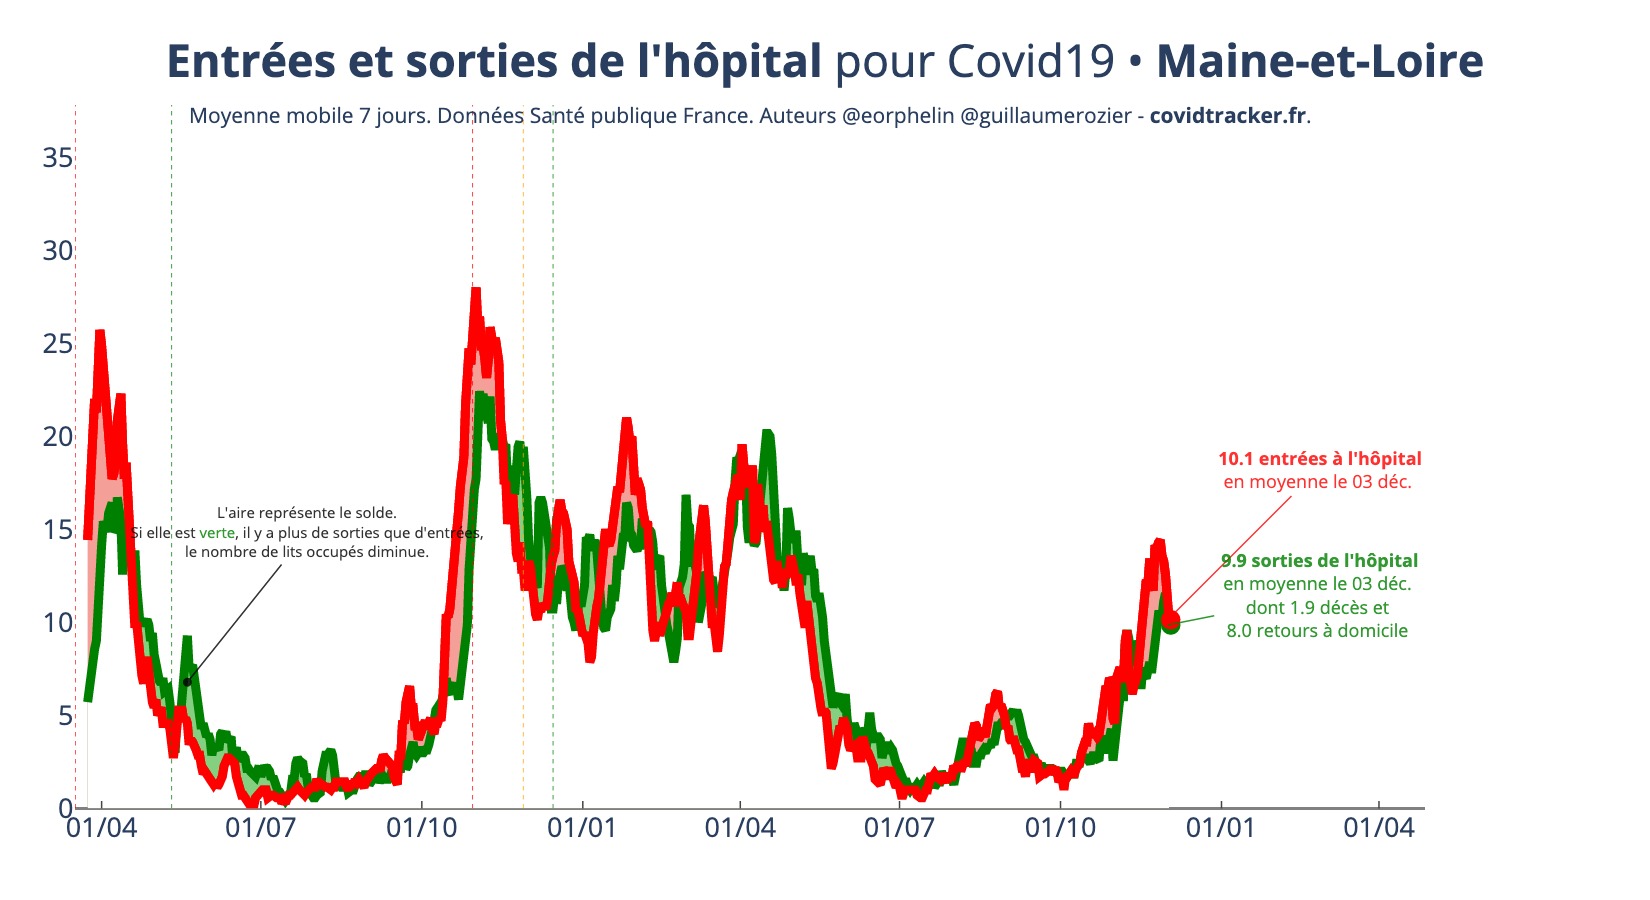 Entrées et sorties de l'hôpital pour Covid19 • Maine-et-Loire
Moyenne mobile 7 jours. Données Santé publique France. Auteurs @eorphelin @guillaumerozier - covidtracker.fr.
35
30
25
20
15
10
5
0
L'aire représente le solde.
Si elle est verte, il y a plus de sorties que d'entrées,
le nombre de lits occupés diminue.
10.1 entrées à l'hôpital
en moyenne le 03 déc.
9.9 sorties de l'hôpital
en moyenne le 03 déc.
dont 1.9 décès et
8.0 retours à domicile
01/04 01/07 01/10 01/01 01/04 01/07 01/10 01/01 01/04